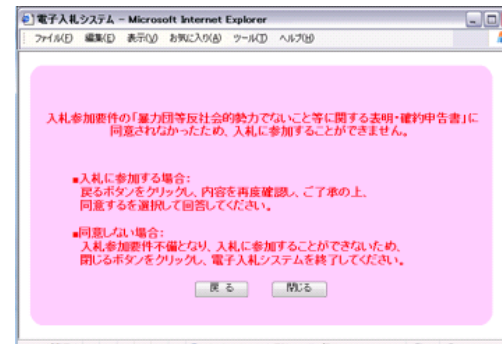 電子入札システム - Microsoft Internet Explorer
ファイル(F) 編集(E) 表示(V) お気に入り(A) ツール(T) ヘルプ(H)
入札参加要件の「暴力団等反社会的勢力でないこと等に関する表明・確約申告書」に
同意されなかったため、入札に参加することができません。
■入札に参加する場合:
戻るボタンをクリックし、内容を再度確認し、ご了承の上、
同意するを選択して回答してください。
■同意しない場合:
入札参加要件不備となり、入札に参加することができないため、
閉じるボタンをクリックし、電子入札システムを終了してください。
戻 る 閉じる